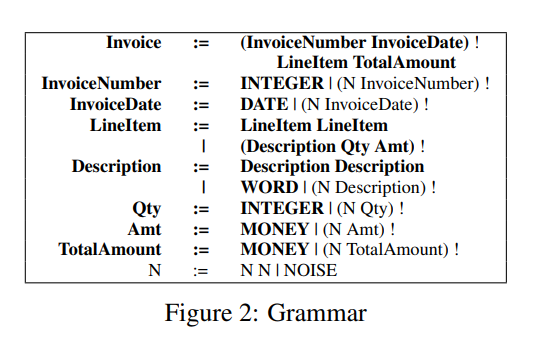 Invoice := (InvoiceNumber InvoiceDate) !
LineItem TotalAmount
InvoiceNumber := INTEGER | (N InvoiceNumber) !
InvoiceDate := DATE | (N InvoiceDate) !
LineItem := LineItem LineItem
| (Description Qty Amt) !
Description := Description Description
| WORD | (N Description) !
Qty := INTEGER | (N Qty) !
Amt := MONEY | (N Amt) !
TotalAmount := MONEY | (N TotalAmount) !
N := N N | NOISE
Figure 2: Grammar